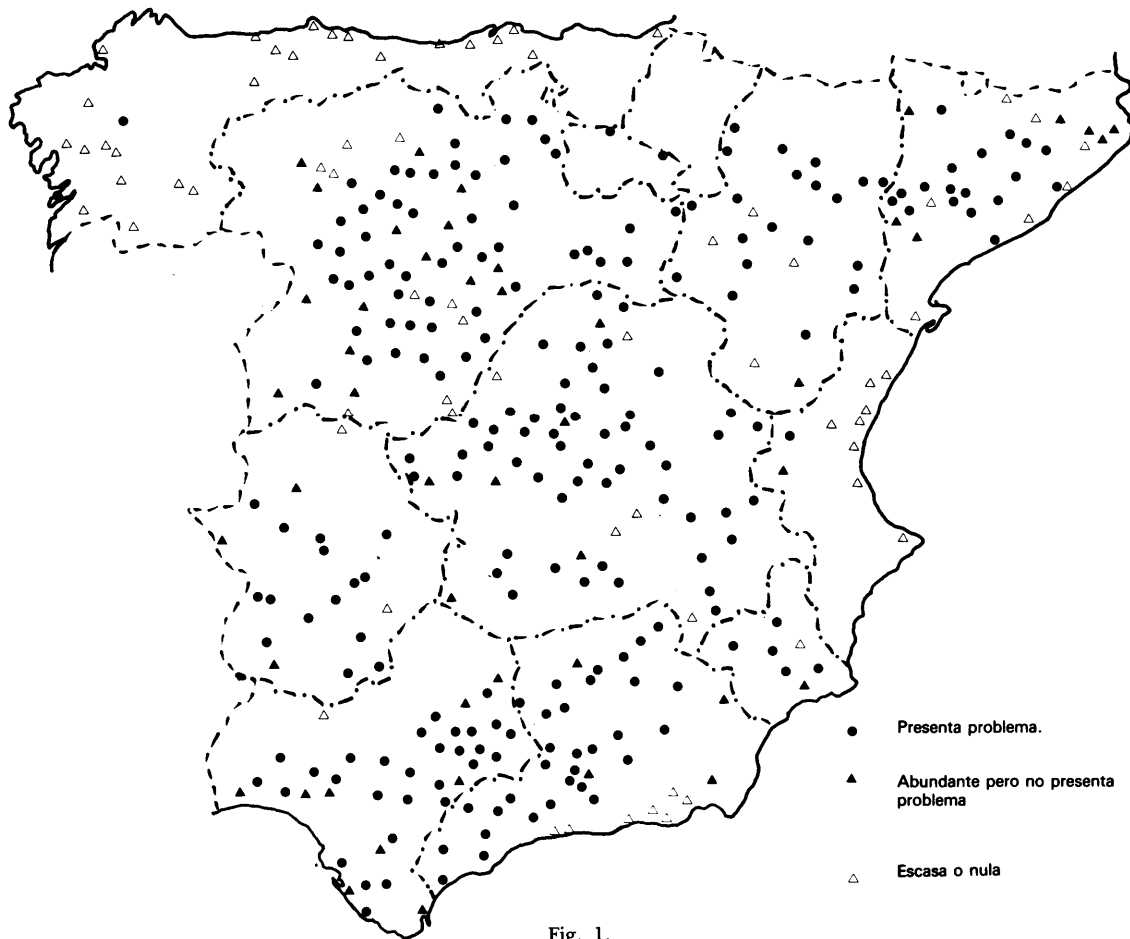 Presenta problema.
Abundante pero no presenta
problema
Escasa o nula
Fig. 1.